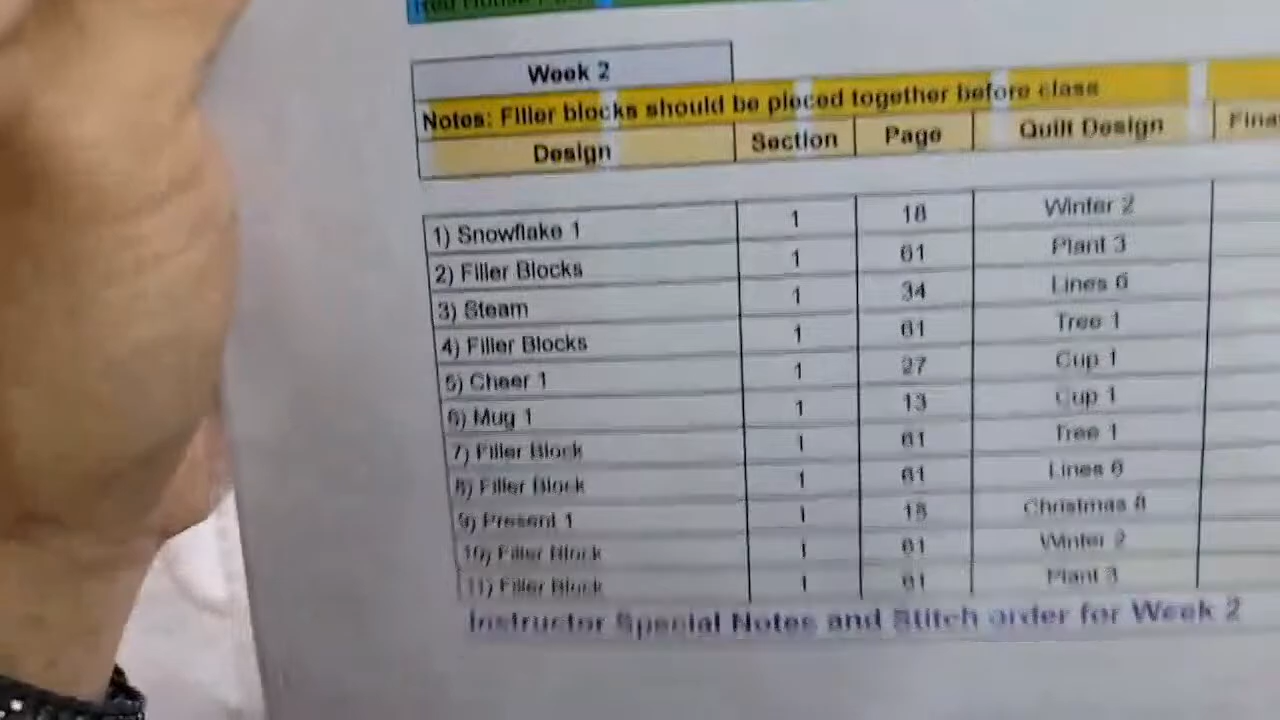 Red House
Week 2
Notes: Filler blocks should be pieced together before class
Design Section Page Quilt Design
1) Snowflake 1 1 18 Winter 2
2) Filler Blocks 1 61 Plant 3
3) Steam 1 34 Lines 6
4) Filler Blocks 1 61 Tree 1
5) Cheer 1 1 27 Cup 1
6) Mug 1 1 13 Cup 1
7) Filler Block 1 61 Tree 1
8) Filler Block 1 61 Lines 6
9) Present 1 1 15 Christmas
10) Filler Block 1 61 Winter 2
11) Filler Block 1 61 Plant 3
Instructor Special Notes and Stitch order for Week 2